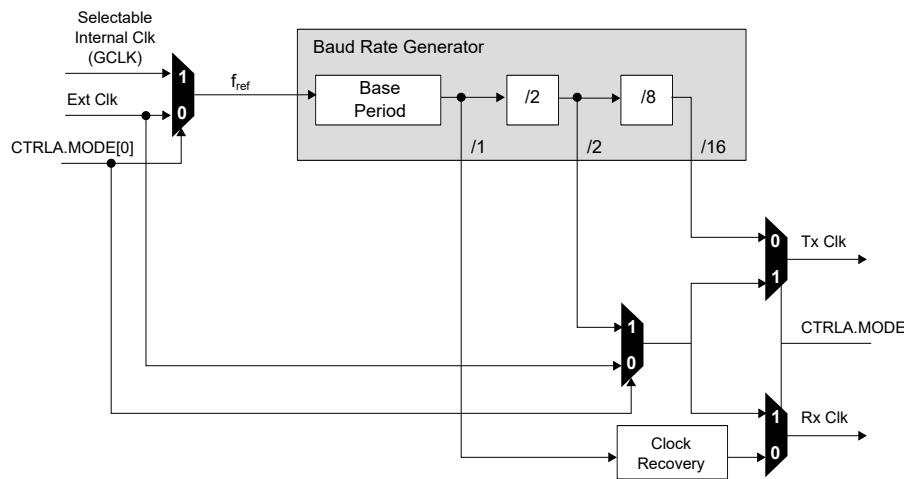 Selectable
Internal Clk
(GCLK)
Baud Rate Generator
1
f_ref
Base
Period
/2
/8
Ext Clk
0
CTRLA.MODE[0]
/1
/2
/16
0
Tx Clk
1
1
CTRLA.MODE
0
1
Rx Clk
Clock
Recovery
0